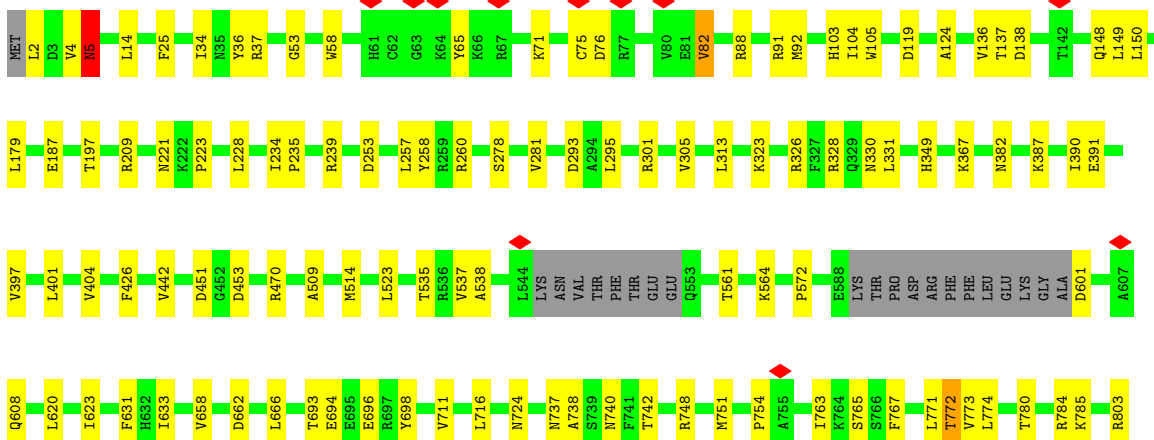 MET L2 D3 V4 N5 L14 F25 I34 N35 Y36 R37 G53 W58 H61 C62 G63 K64 Y65 K66 R67 K71 C75 D76 R77 V80 E81 V82 R88 R91 M92 H103 I104 W105 D119 A124 V136 T137 D138 T142 Q148 L149 L150
L179 E187 T197 R209 N221 K222 P223 L228 I234 P235 R239 D253 L257 Y258 R259 R260 S278 V281 D293 A294 L295 R301 V305 L313 K323 R326 F327 R328 Q329 N330 L331 H349 K367 N382 K387 I390 E391
V397 L401 V404 F426 V442 D451 G452 D453 R470 A509 M514 L523 T535 R536 V537 A538 L544 LYS ASN VAL THR PHE THR GLU GLU Q553 T561 K564 P572 E588 LYS THR PRO ASP ARG PHE PHE LEU GLU LYS GLY ALA D601 A607
Q608 L620 I623 F631 H632 I633 V658 D662 L666 T693 E694 E695 E696 R697 Y698 V711 L716 N724 N737 A738 S739 N740 F741 T742 R748 M751 P754 A755 I763 K764 S765 S766 F767 L771 T772 V773 L774 T780 R784 K785 R803